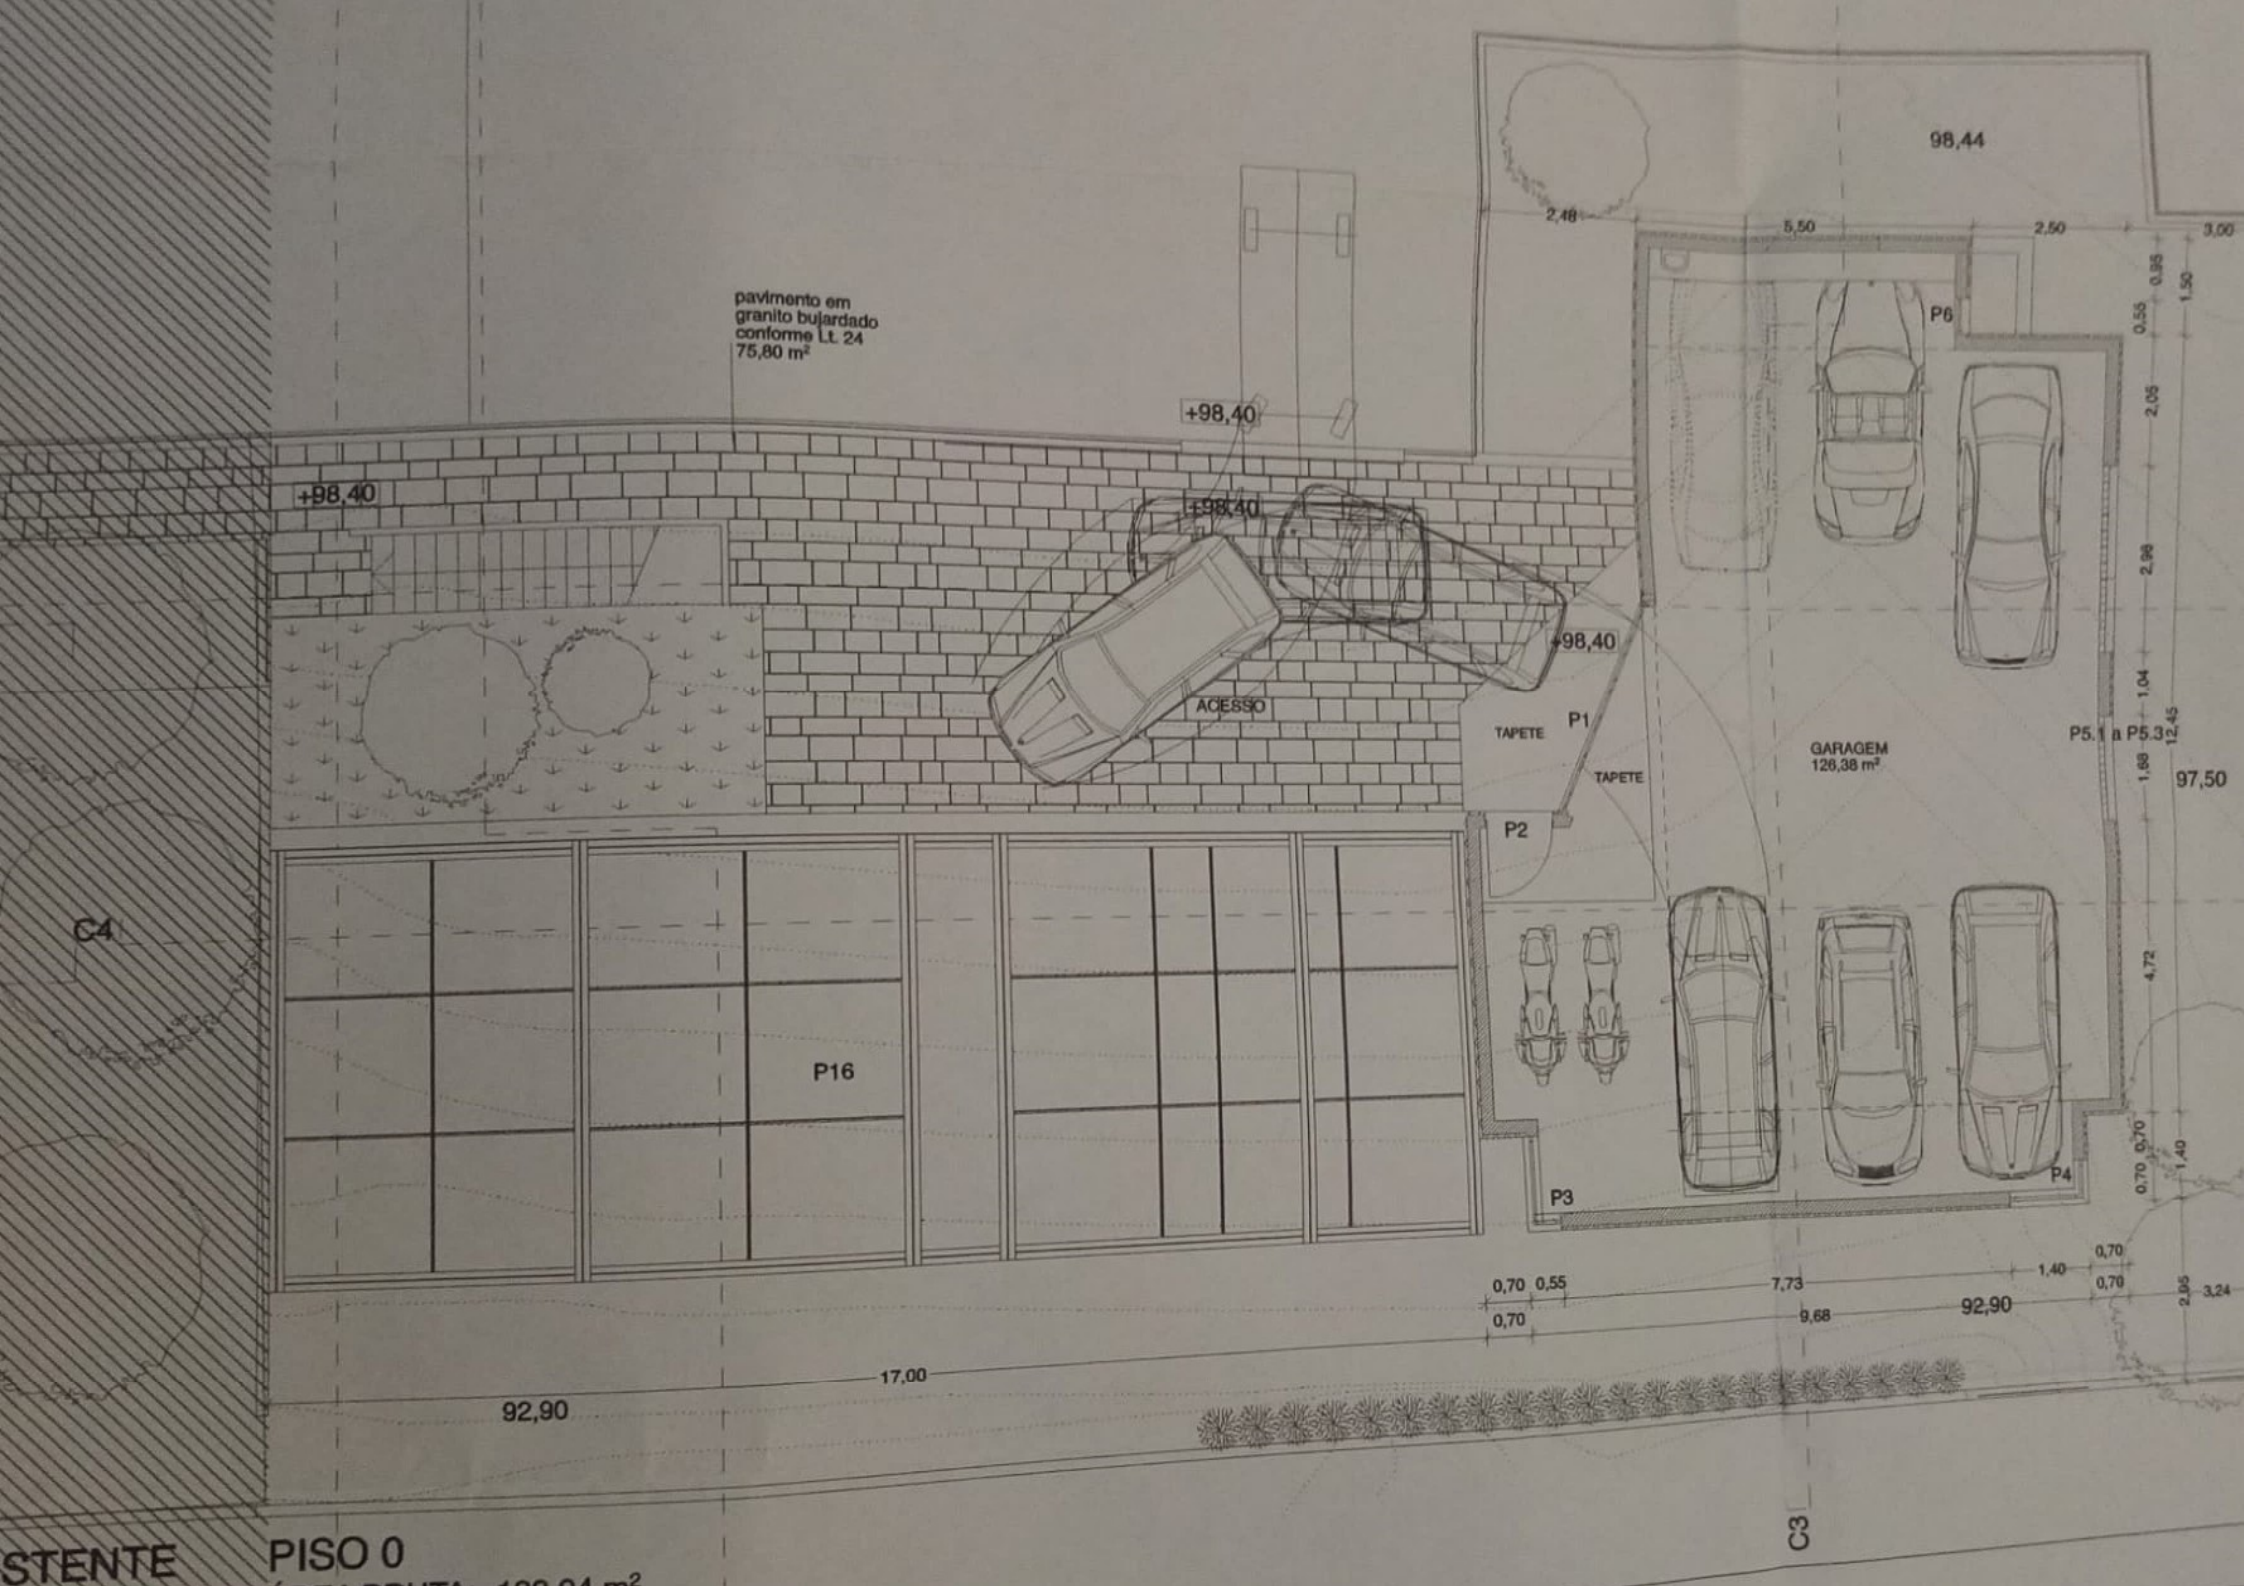 98,44
2,48
5,50
2,50
3,00
0,95
1,50
0,55
pavimento em
granito bujardado
conforme Lt. 24
75,80 m²
P6
2,05
+98,40
+98,40
+98,40
2,98
+98,40
1,04
ACESSO
TAPETE
P1
12,45
P5.1 a P5.3
GARAGEM
126,38 m²
TAPETE
1,68
97,50
P2
C4
4,72
P16
0,70
0,70
1,40
P4
P3
0,70
0,70
0,55
7,73
1,40
0,70
2,95
3,24
0,70
9,68
92,90
17,00
92,90
C3
STENTE
PISO 0